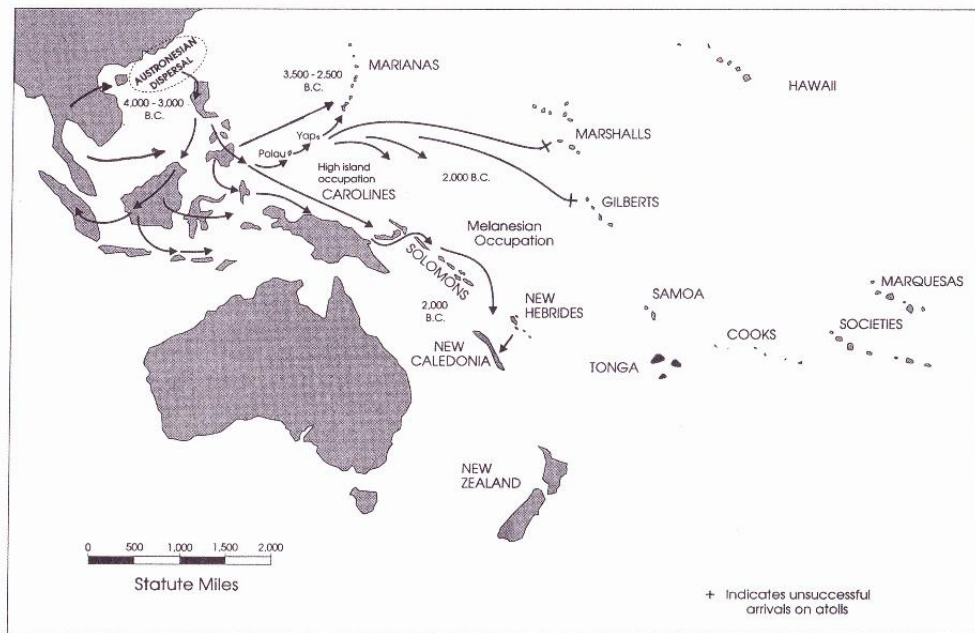 AUSTRONESIAN
DISPERSAL
4,000 - 3,000
B.C.
3,500 - 2,500
B.C.
MARIANAS
HAWAII
Yaps
Palau
MARSHALLS
High island
occupation
CAROLINES
2,000 B.C.
GILBERTS
Melanesian
Occupation
SOLOMONS
2,000
B.C.
NEW
HEBRIDES
NEW
CALEDONIA
SAMOA
MARQUESAS
SOCIETIES
COOKS
TONGA
NEW
ZEALAND
0 500 1,000 1,500 2,000
Statute Miles
+ Indicates unsuccessful
arrivals on atolls